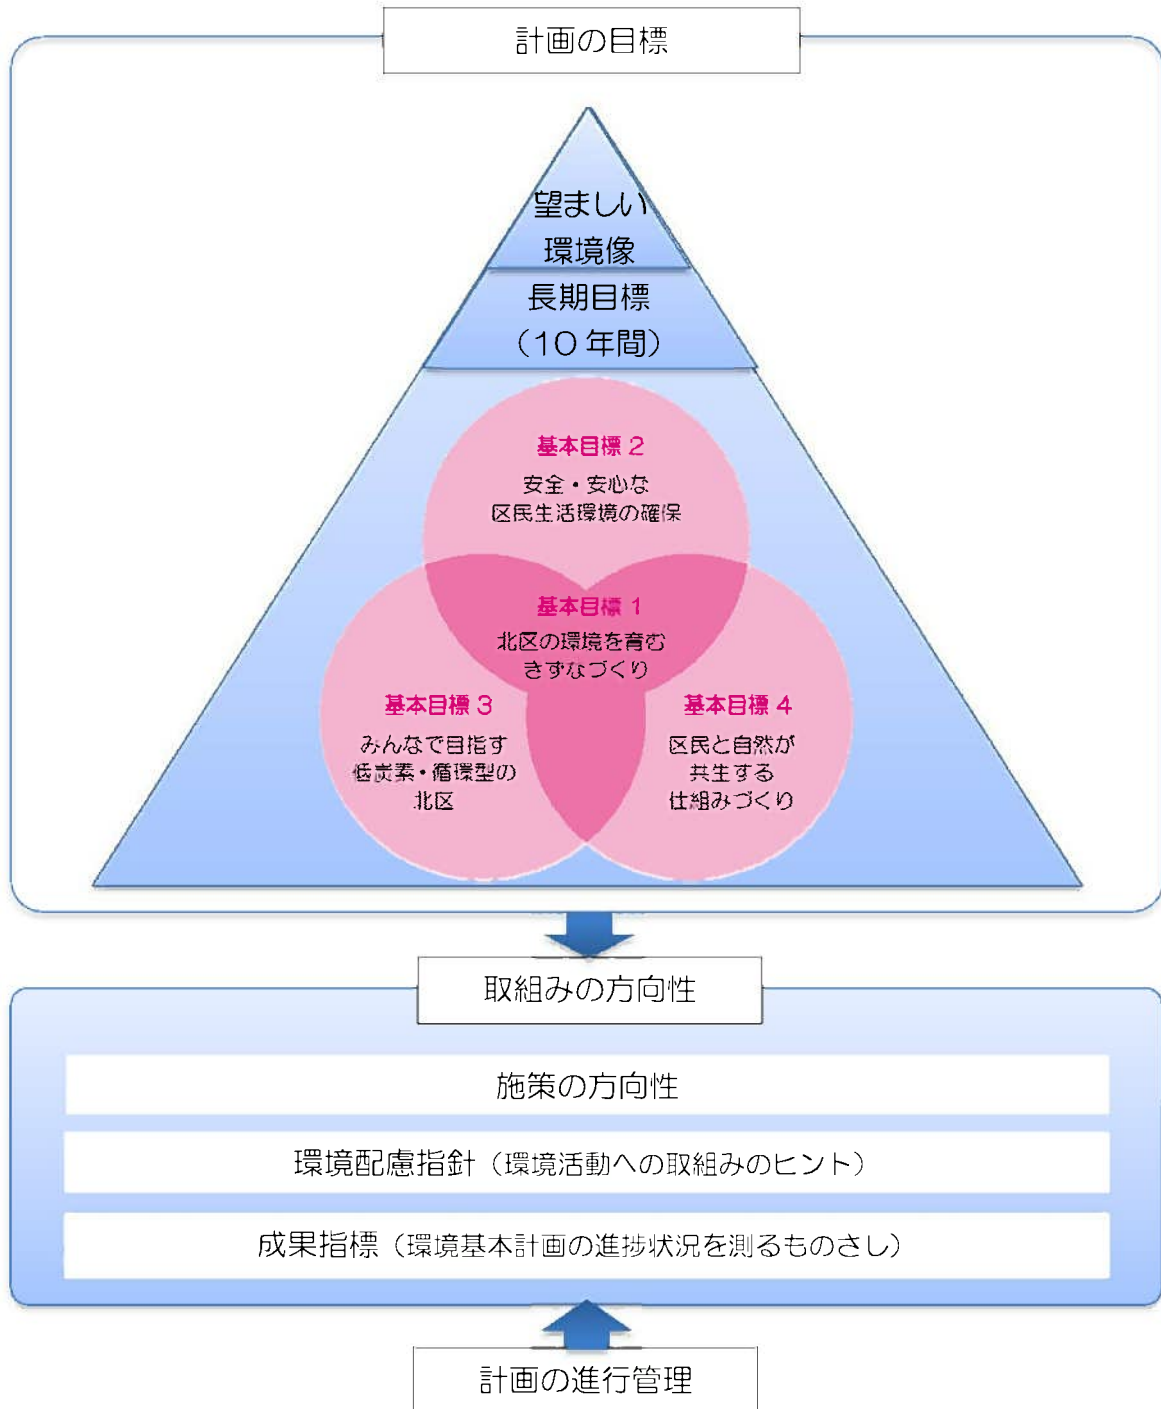 計画の目標
望ましい
環境像
長期目標
（10年間）
基本目標 2
安全・安心な
区民生活環境の確保
基本目標 1
北区の環境を育む
きずなづくり
基本目標 3
みんなで目指す
低炭素・循環型の
北区
基本目標 4
区民と自然が
共生する
仕組みづくり
取組みの方向性
施策の方向性
環境配慮指針（環境活動への取組みのヒント）
成果指標（環境基本計画の進捗状況を測るものさし）
計画の進行管理